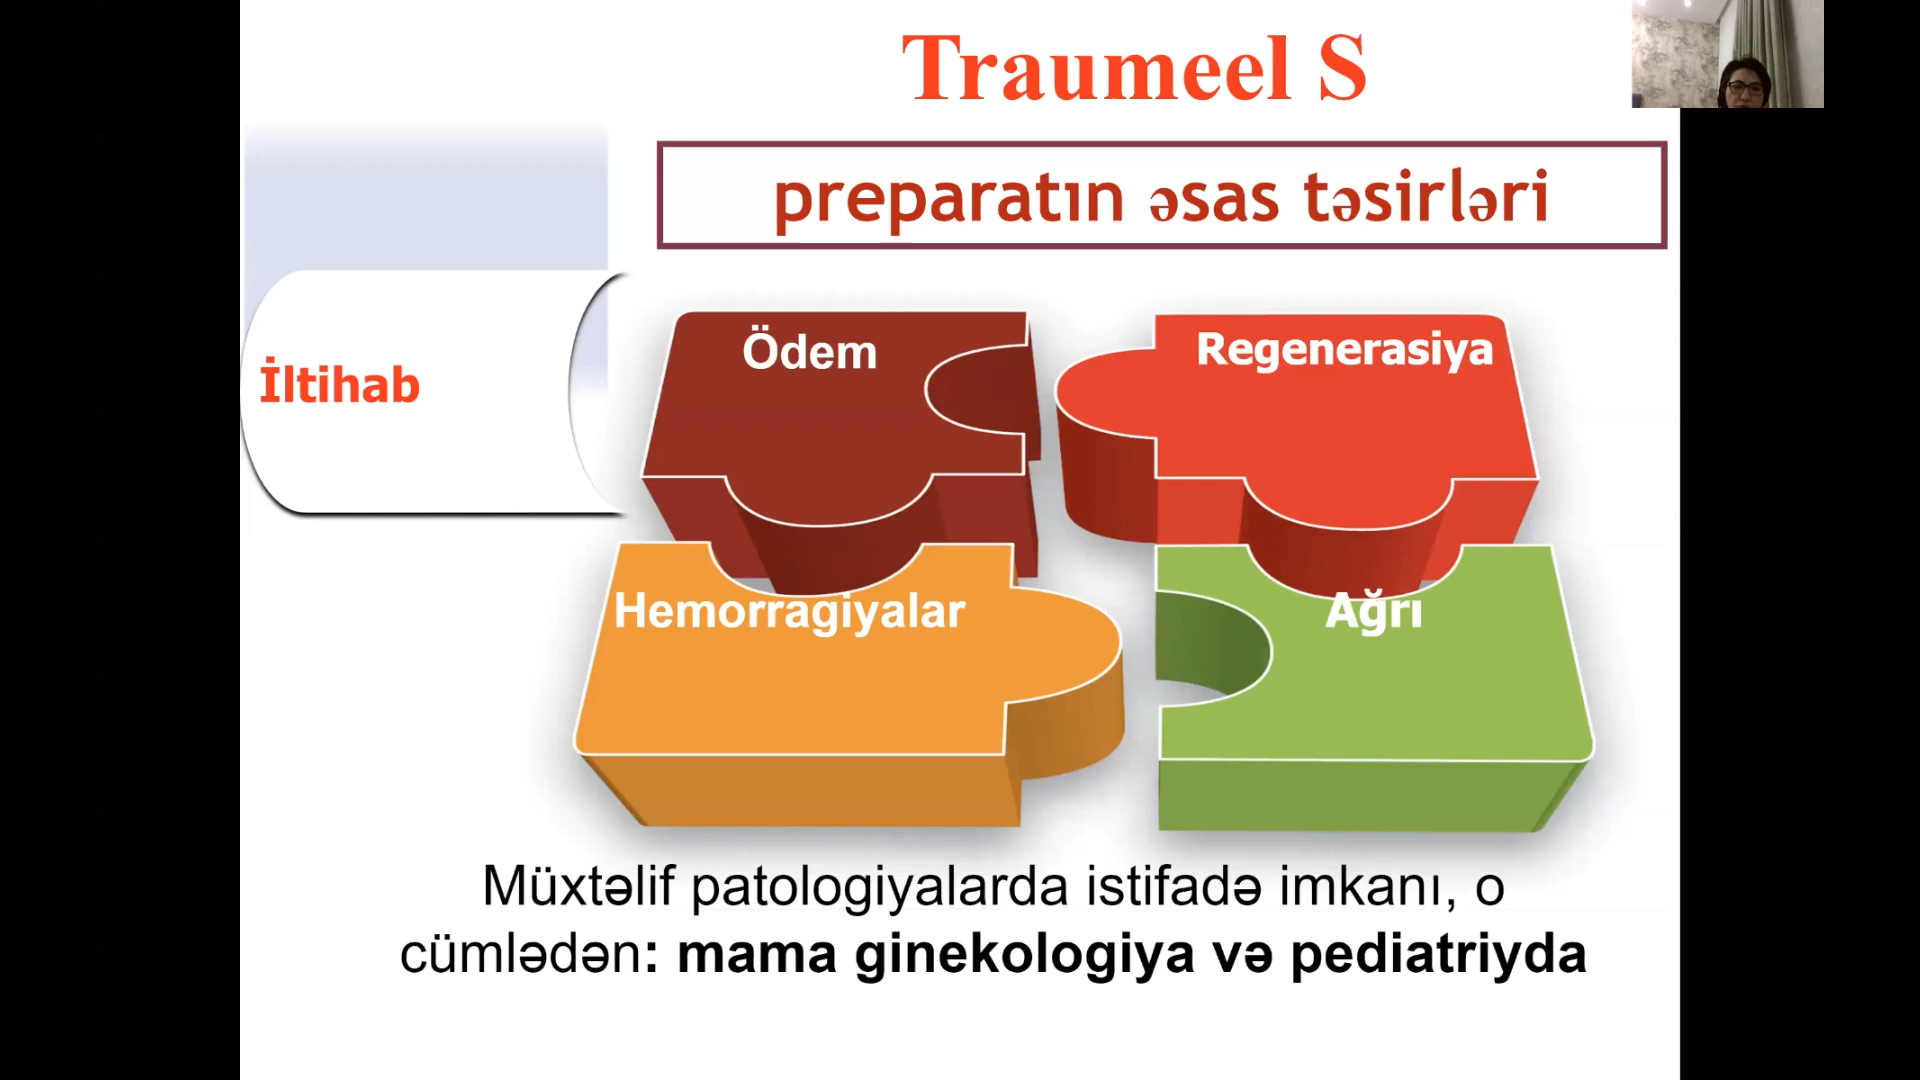 Traumeel S
preparatın əsas təsirləri
İltihab
Ödem
Regenerasiya
Hemorragiyalar
Ağrı
Müxtəlif patologiyalarda istifadə imkanı, o
cümlədən: mama ginekologiya və pediatriyda